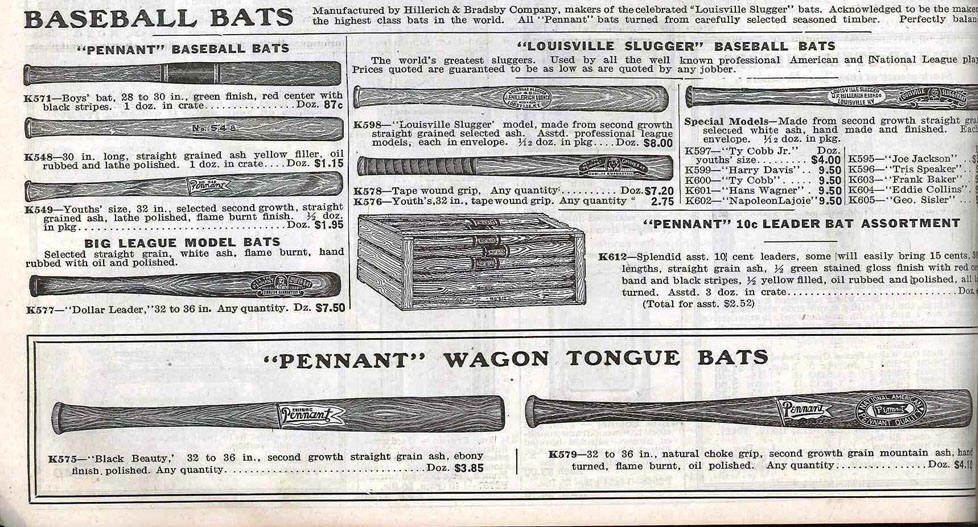 BASEBALL BATS
Manufactured by Hillerich & Bradsby Company, makers of the celebrated "Louisville Slugger" bats. Acknowledged to be the
the highest class bats in the world. All "Pennant" bats turned from carefully selected seasoned timber. Perfectly
"PENNANT" BASEBALL BATS
K571—Boys' bat, 28 to 30 in., green finish, red center with
black stripes. 1 doz. in crate..............Doz. 87c
No. 548
K548—30 in. long, straight grained ash yellow filler, oil
rubbed and lathe polished. 1 doz. in crate....Doz. $1.15
Pennant
K549—Youths' size, 32 in., selected second growth, straight
grained ash, lathe polished, flame burnt finish. ½ doz.
in pkg.............................Doz. $1.95
BIG LEAGUE MODEL BATS
Selected straight grain, white ash, flame burnt, hand
rubbed with oil and polished.
K577—"Dollar Leader," 32 to 36 in. Any quantity. Dz. $7.50
"LOUISVILLE SLUGGER" BASEBALL BATS
The world's greatest sluggers. Used by all the well known professional American and National League
Prices quoted are guaranteed to be as low as are quoted by any jobber.
K598—"Louisville Slugger' model, made from second growth
straight grained selected ash. Asstd. professional league
models, each in envelope. ½ doz. in pkg....Doz. $8.00
K578—Tape wound grip, Any quantity..........Doz. $7.20
K576—Youth's, 32 in., tape wound grip. Any quantity " 2.75
Special Models—Made from second growth straight
selected white ash, hand made and finished.
envelope. ½ doz. in pkg.
K597—"Ty Cobb Jr." Doz.
youths' size........$4.00
K599—"Harry Davis".. 9.50
K600—"Ty Cobb".... 9.50
K601—"Hans Wagner". 9.50
K602—"Napoleon Lajoie" 9.50
K595—"Joe Jackson"
K596—"Tris Speaker"
K603—"Frank Baker"
K604—"Eddie Collins"
K605—"Geo. Sisler"
"PENNANT" 10c LEADER BAT ASSORTMENT
K612—Splendid asst. 10 cent leaders, some will easily bring 15 cents,
lengths, straight grain ash, ½ green stained gloss finish with red
band and black stripes, ½ yellow filled, oil rubbed and polished, all
turned. Asstd. 3 doz. in crate....................Doz.
(Total for asst. $2.52)
"PENNANT" WAGON TONGUE BATS
Pennant
K575—"Black Beauty,' 32 to 36 in., second growth straight grain ash, ebony
finish, polished. Any quantity..........................Doz. $3.85
Pennant
K579—32 to 36 in., natural choke grip, second growth grain mountain ash,
turned, flame burnt, oil polished. Any quantity..............Doz.